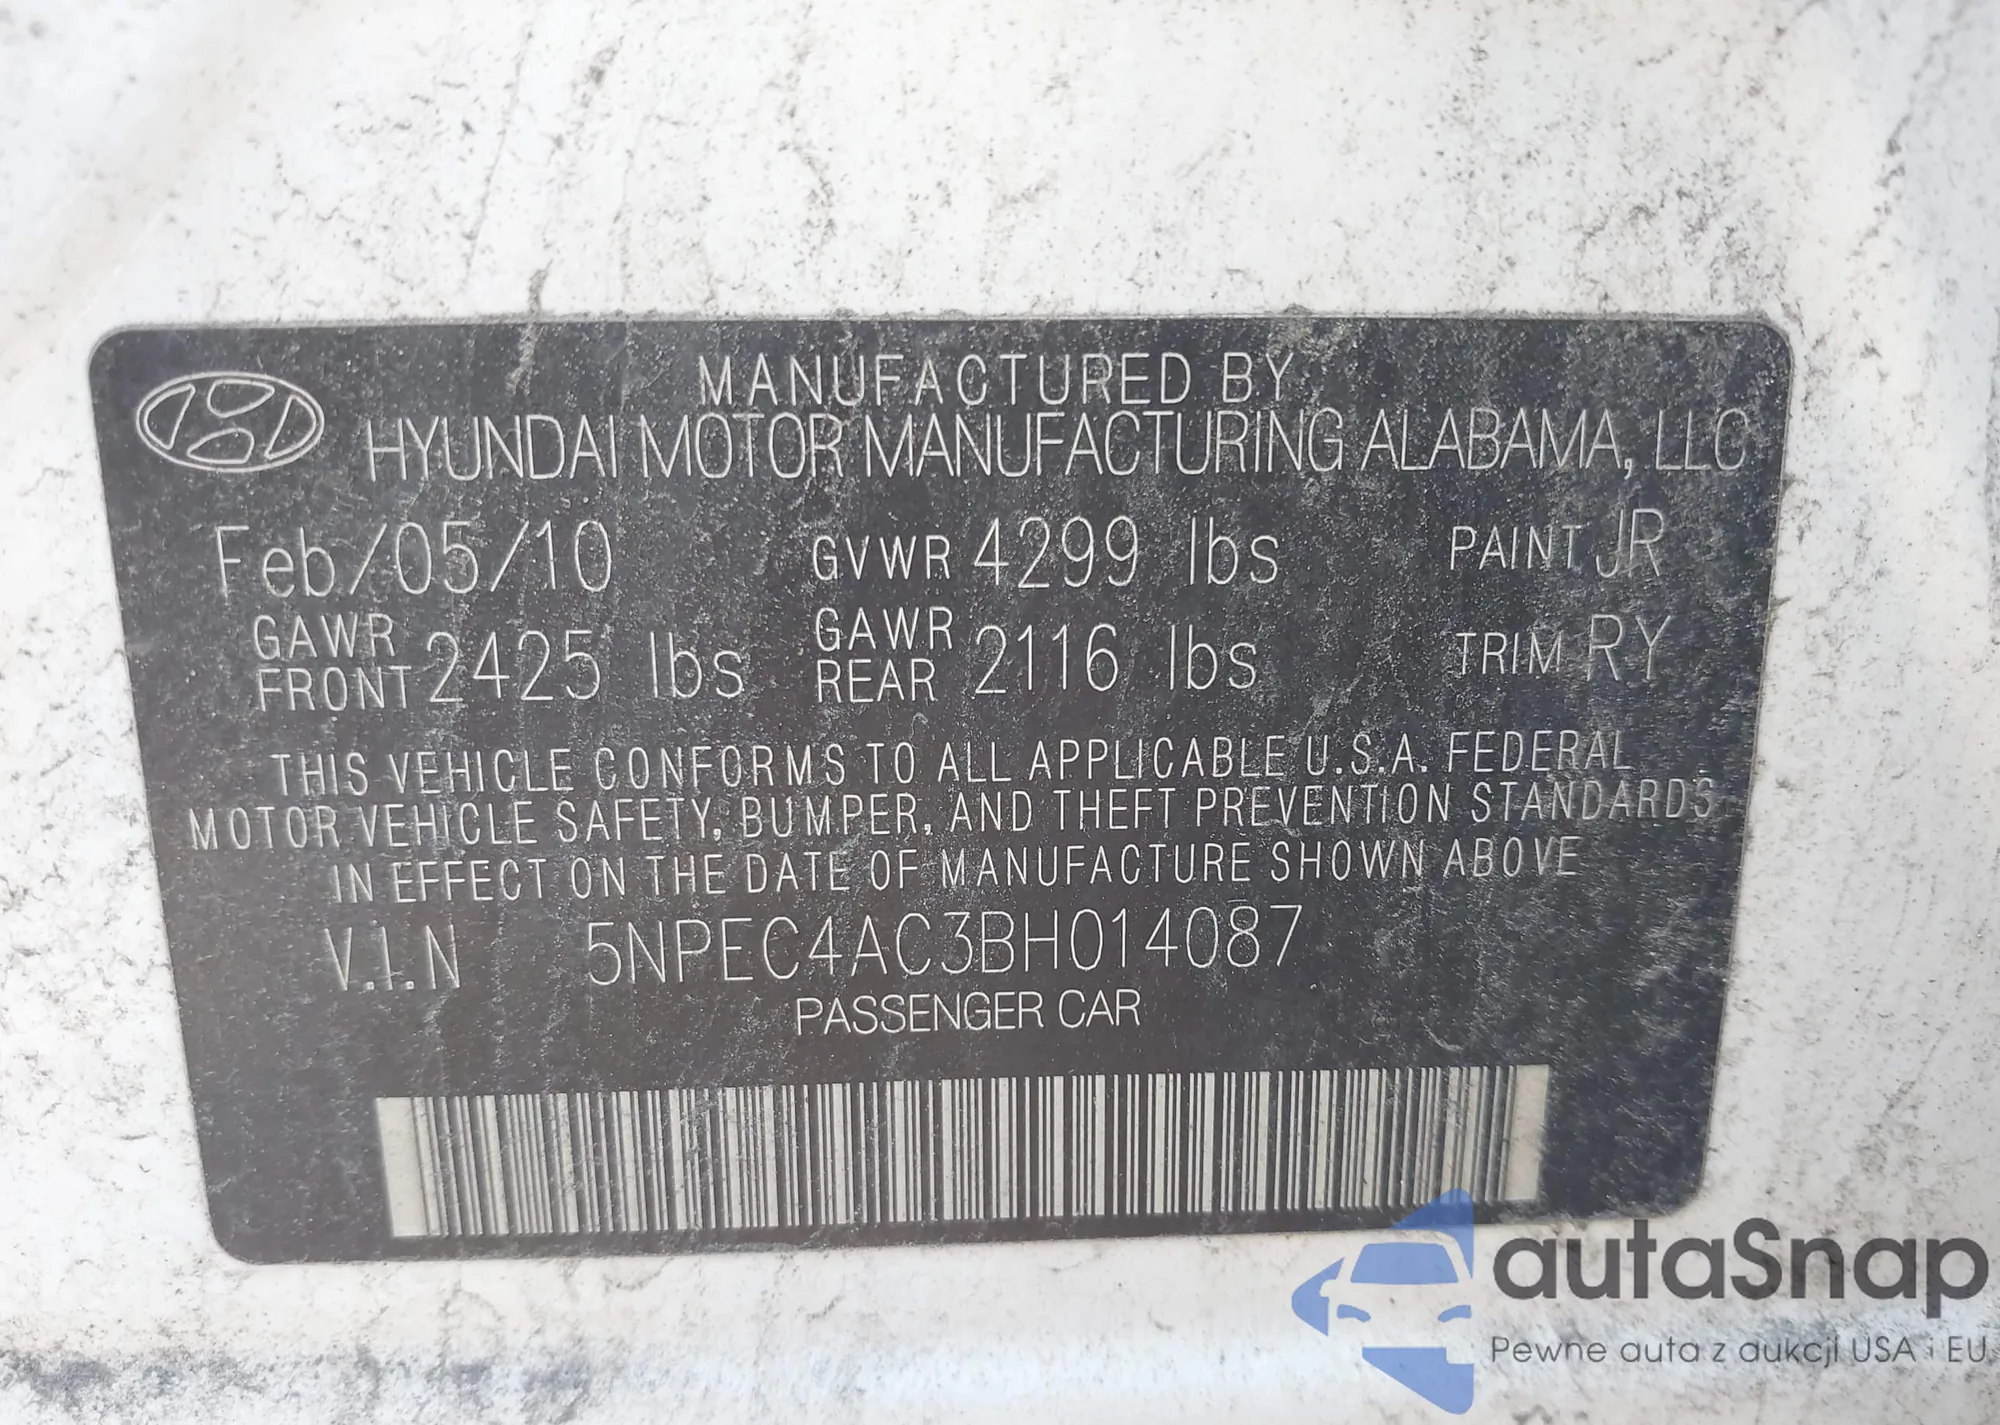 MANUFACTURED BY
HYUNDAI MOTOR MANUFACTURING ALABAMA, LLC
Feb/05/10 GVWR 4299 lbs PAINT JR
GAWR FRONT 2425 lbs GAWR REAR 2116 lbs TRIM RY
THIS VEHICLE CONFORMS TO ALL APPLICABLE U.S.A. FEDERAL
MOTOR VEHICLE SAFETY, BUMPER, AND THEFT PREVENTION STANDARDS
IN EFFECT ON THE DATE OF MANUFACTURE SHOWN ABOVE
V.I.N 5NPEC4AC3BH014087
PASSENGER CAR
autaSnap
Pewne auta z aukcji USA i EU